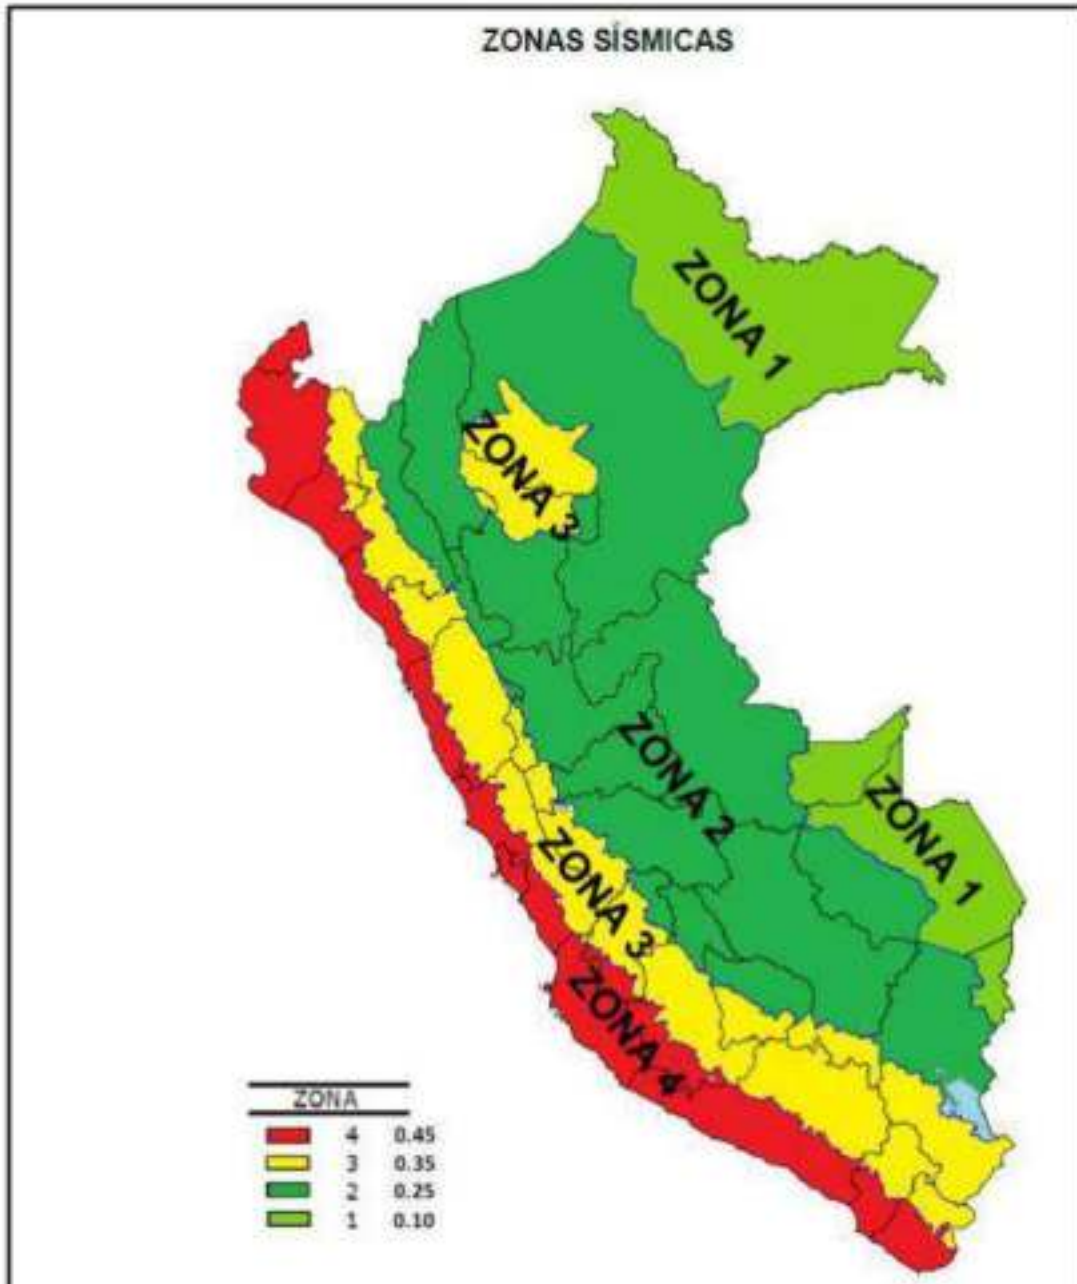 ZONAS SÍSMICAS
ZONA 1
ZONA 3
ZONA 2
ZONA 1
ZONA 3
ZONA 4
ZONA
4 0.45
3 0.35
2 0.25
1 0.10